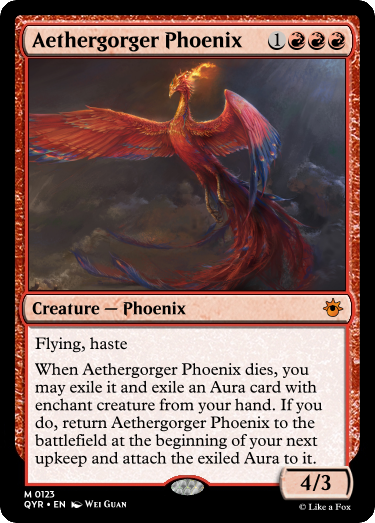 Aethergorger Phoenix 1
Creature — Phoenix
Flying, haste
When Aethergorger Phoenix dies, you
may exile it and exile an Aura card with
enchant creature from your hand. If you
do, return Aethergorger Phoenix to the
battlefield at the beginning of your next
upkeep and attach the exiled Aura to it.
4/3
M 0123
QYR • EN Wei Guan
© Like a Fox